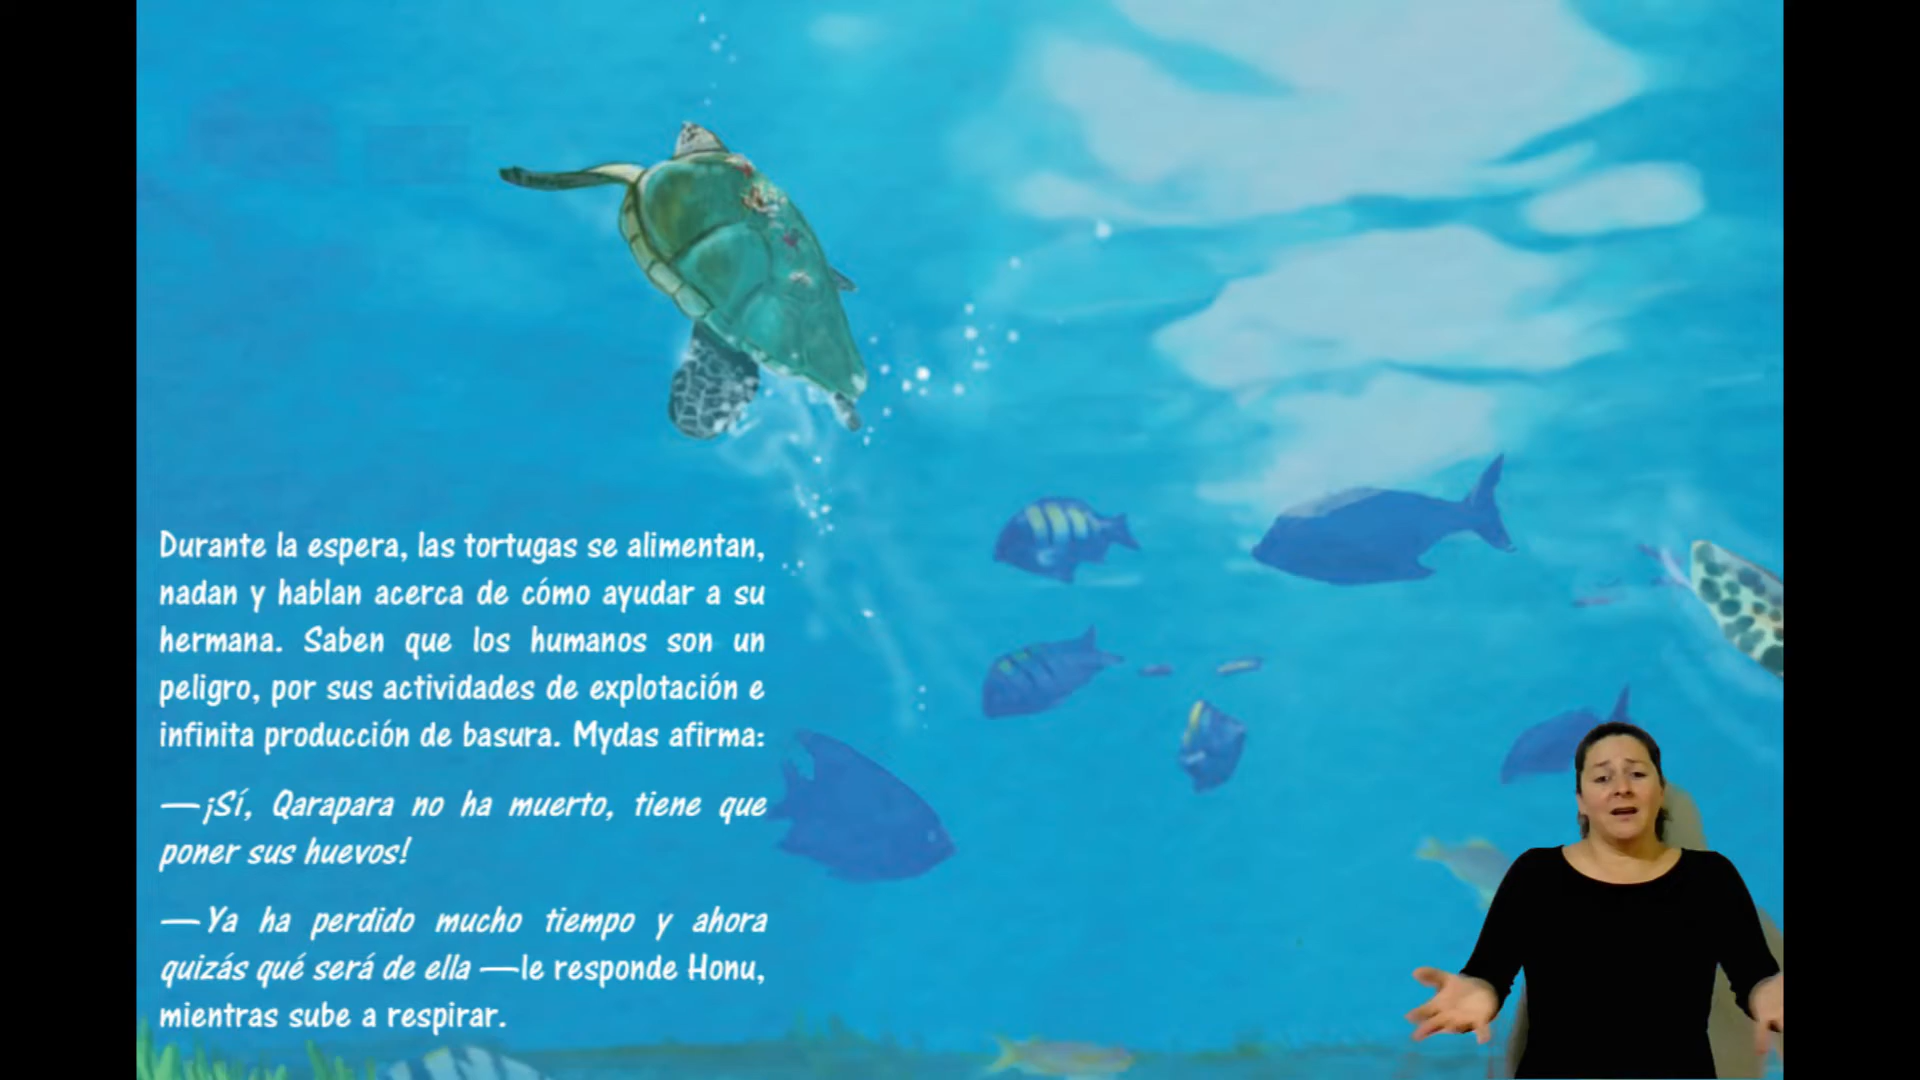 Durante la espera, las tortugas se alimentan,
nadan y hablan acerca de cómo ayudar a su
hermana. Saben que los humanos son un
peligro, por sus actividades de explotación e
infinita producción de basura. Mydas afirma:
—¡Sí, Qarapara no ha muerto, tiene que
poner sus huevos!
—Ya ha perdido mucho tiempo y ahora
quizás qué será de ella —le responde Honu,
mientras sube a respirar.